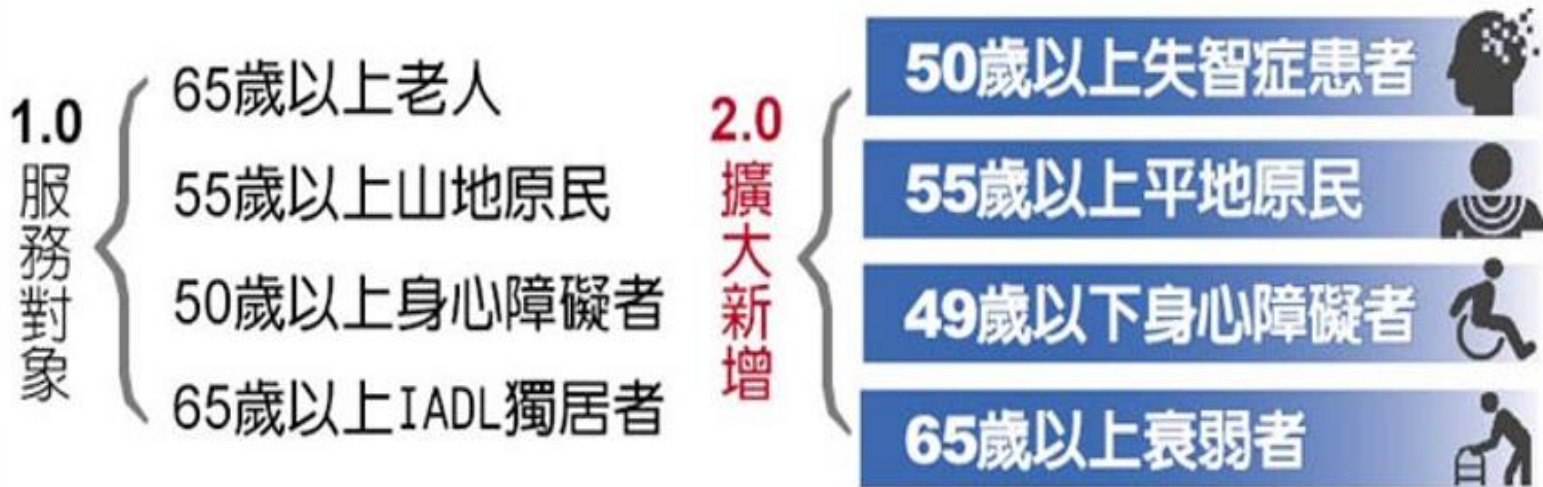 1.0
服務對象
65歲以上老人
55歲以上山地原民
50歲以上身心障礙者
65歲以上IADL獨居者
2.0
擴大新增
50歲以上失智症患者
55歲以上平地原民
49歲以下身心障礙者
65歲以上衰弱者